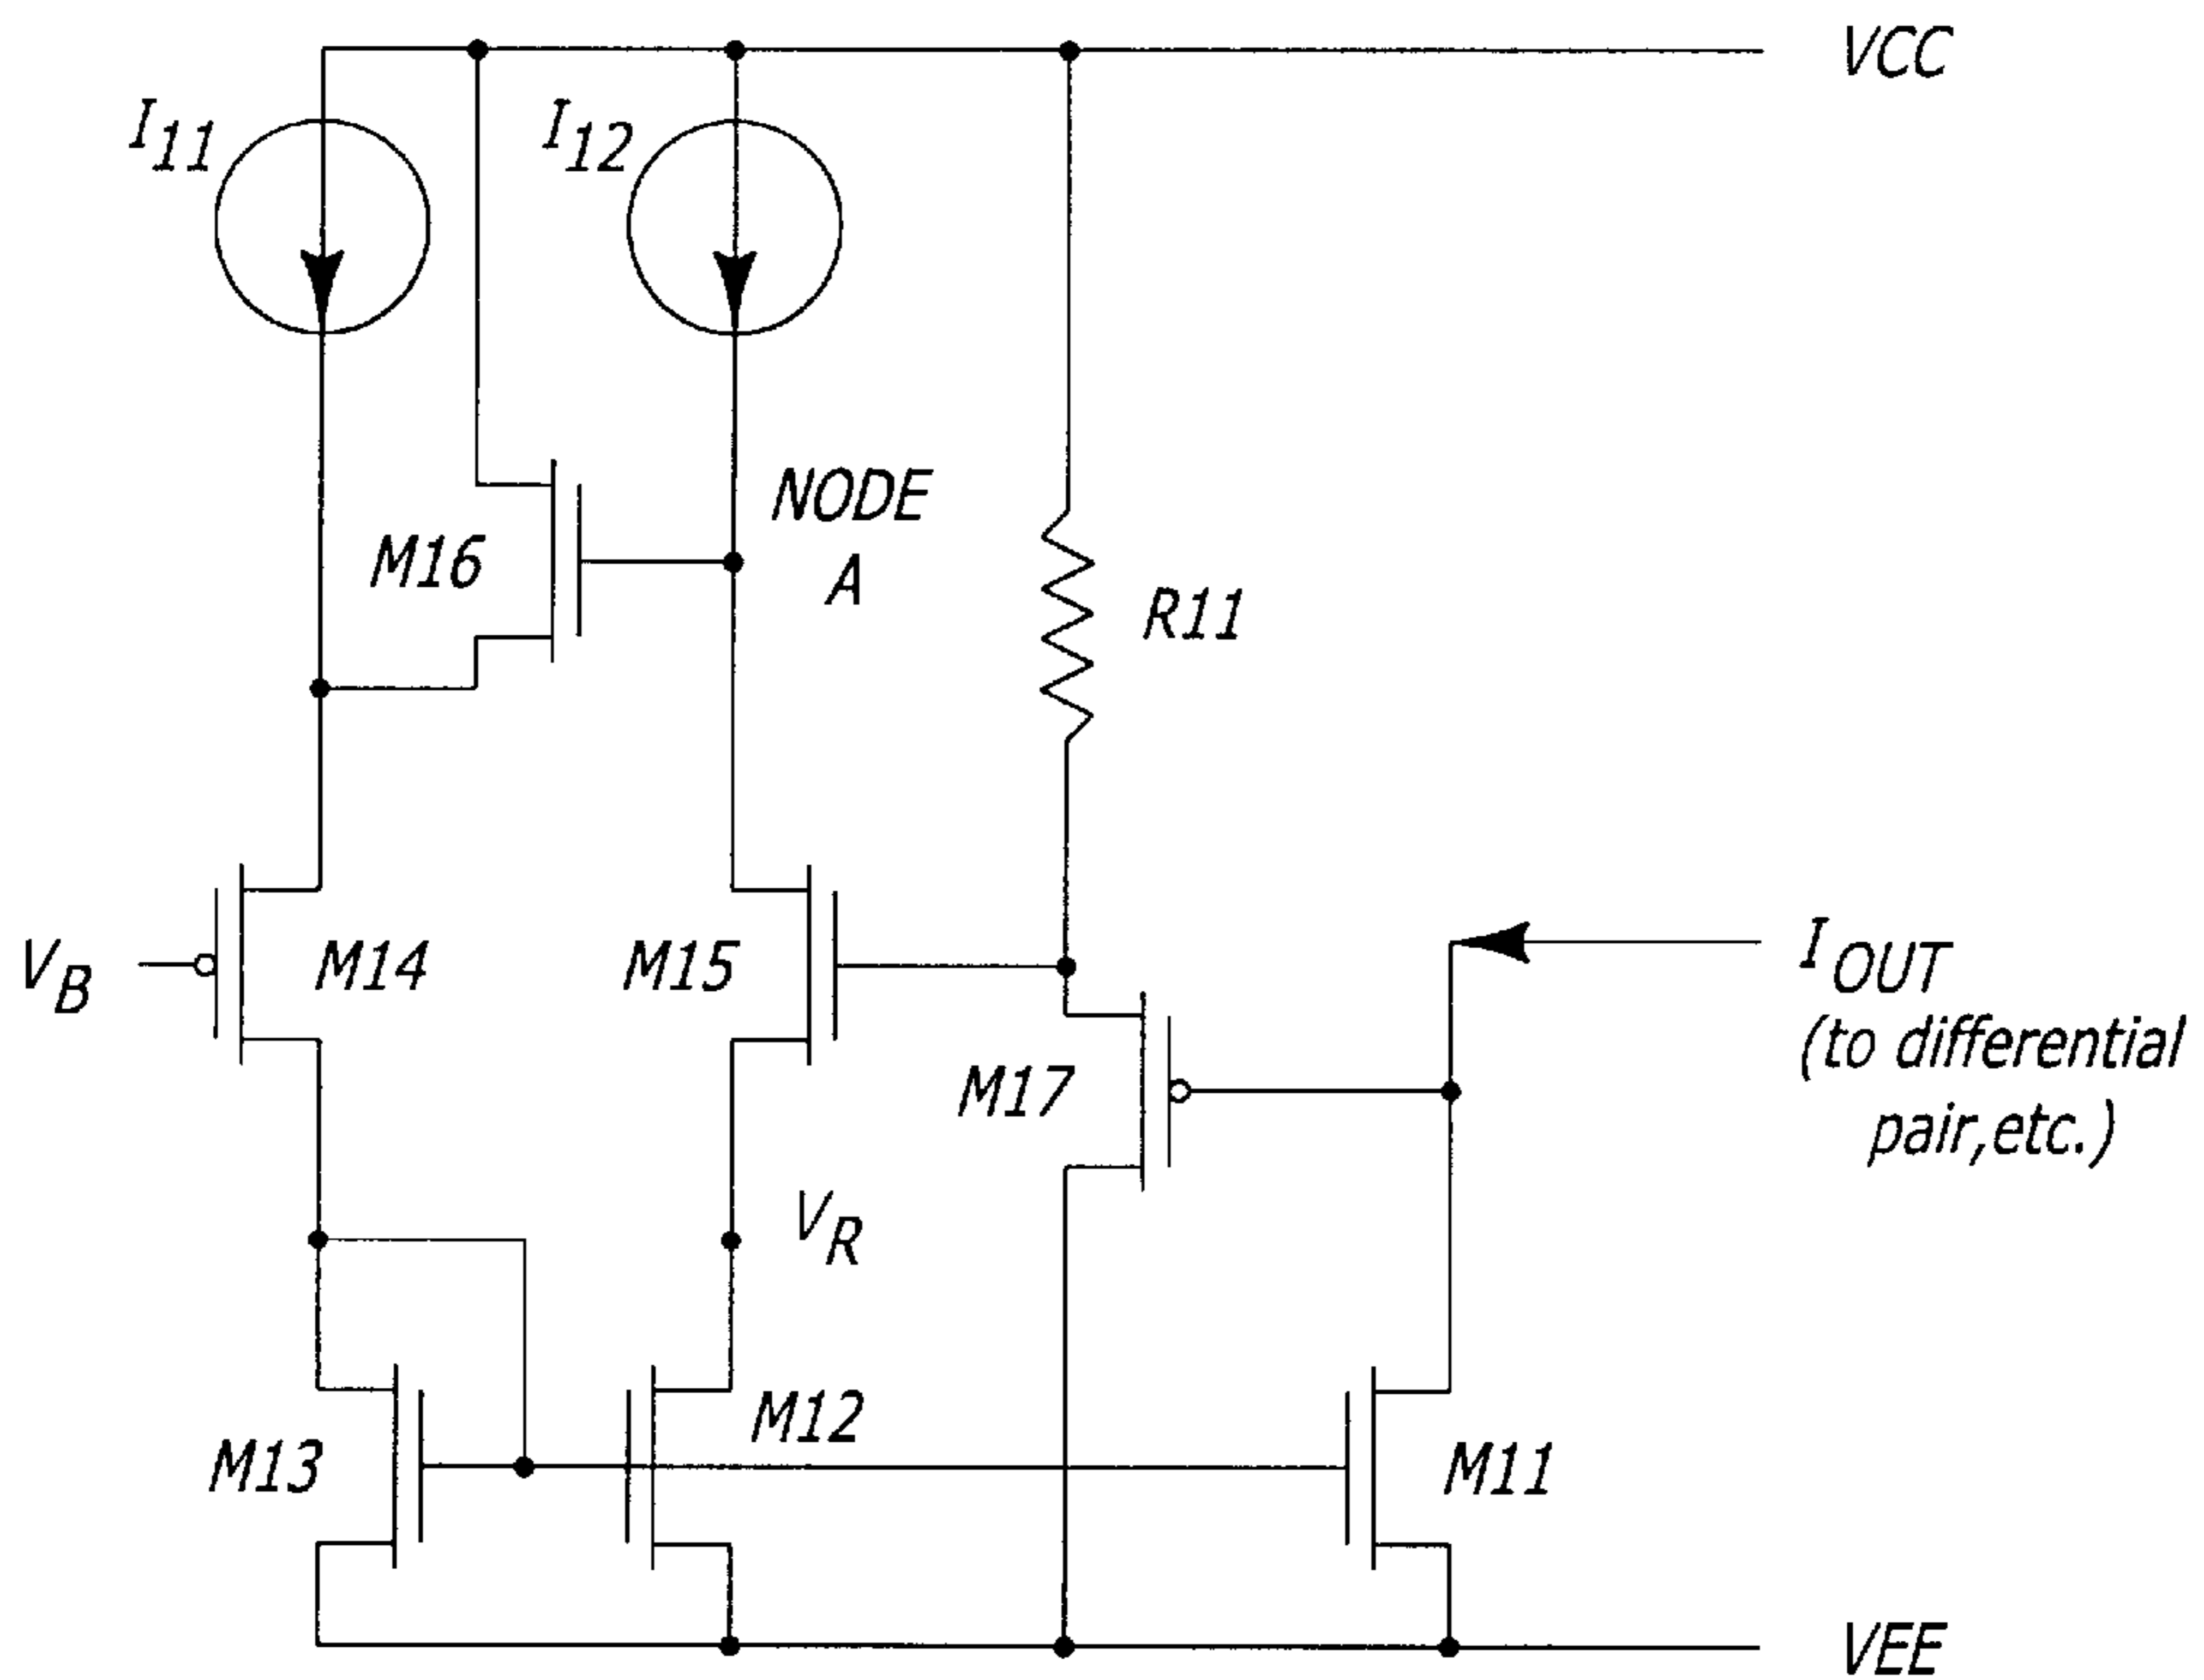 VCC
I11
I12
NODE
A
M16
R11
VB
M14
M15
IOUT
(to differential
pair,etc.)
M17
VR
M13
M12
M11
VEE